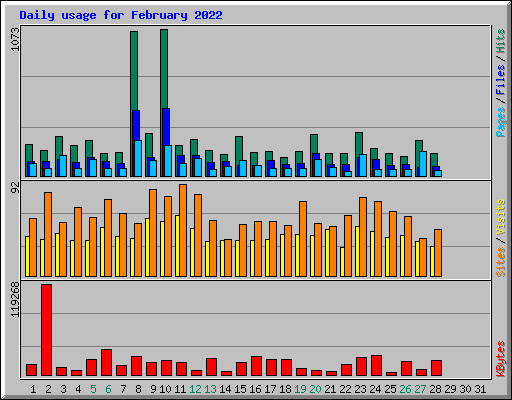 Daily usage for February 2022
1073
Pages / Files / Hits
92
Sites / Visits
119268
KBytes
1 2 3 4 5 6 7 8 9 10 11 12 13 14 15 16 17 18 19 20 21 22 23 24 25 26 27 28 29 30 31